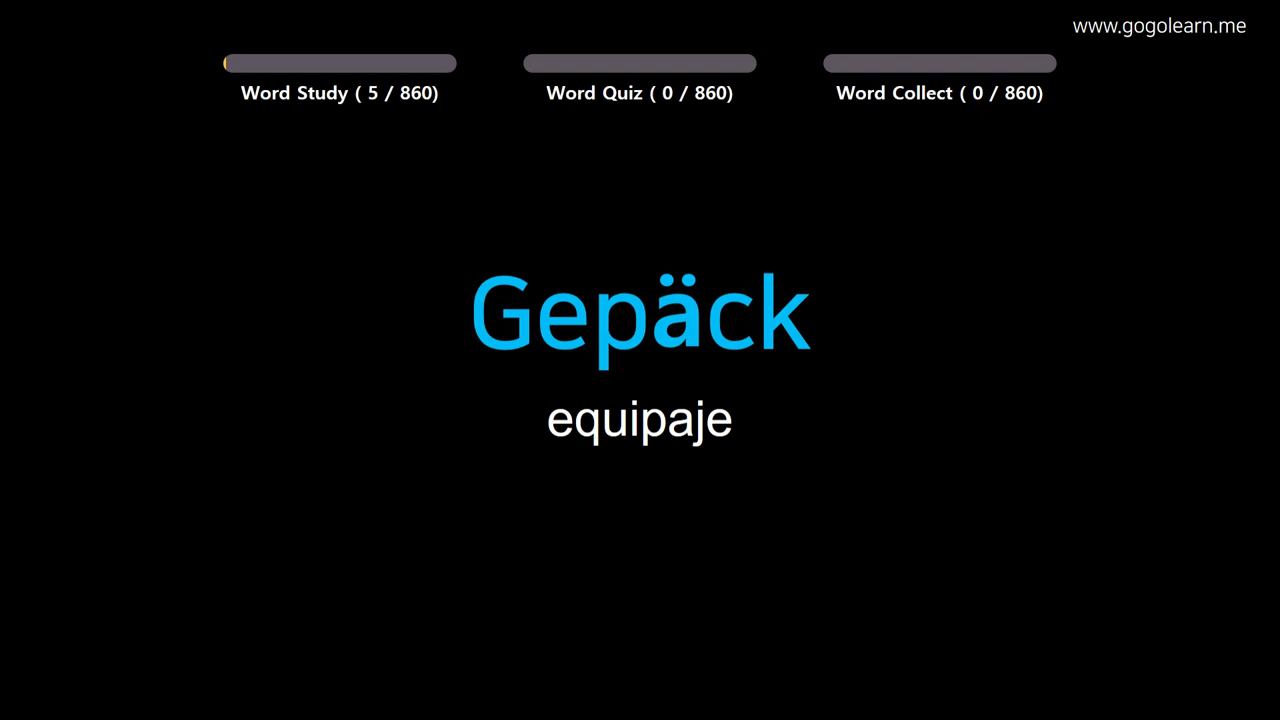 www.gogolearn.me
Word Study ( 5 / 860)
Word Quiz ( 0 / 860)
Word Collect ( 0 / 860)
Gepäck
equipaje